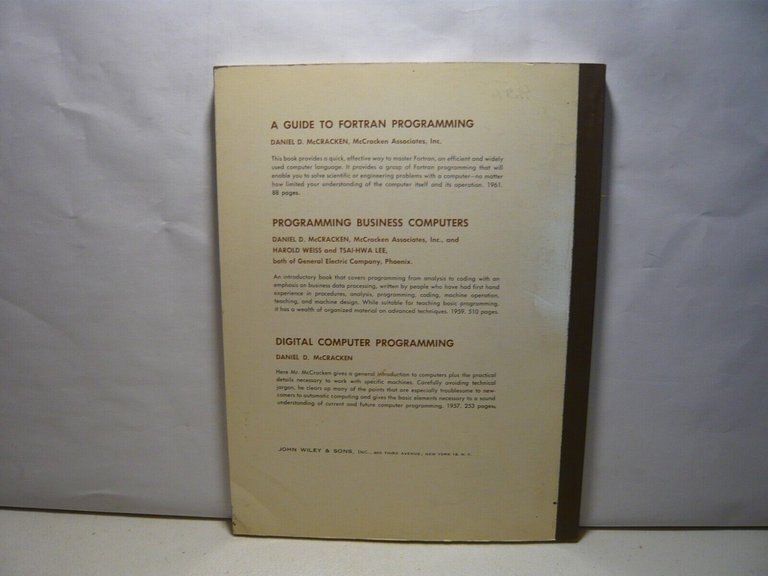 A GUIDE TO FORTRAN PROGRAMMING
DANIEL D. McCRACKEN, McCracken Associates, Inc.
This book provides a quick, effective way to master Fortran, an efficient and widely
used computer language. It provides a grasp of Fortran programming that will
enable you to solve scientific or engineering problems with a computer—no matter
how limited your understanding of the computer itself and its operation. 1961.
88 pages.
PROGRAMMING BUSINESS COMPUTERS
DANIEL D. McCRACKEN, McCracken Associates, Inc., and
HAROLD WEISS and TSAI-HWA LEE,
both of General Electric Company, Phoenix.
An introductory book that covers programming from analysis to coding with an
emphasis on business data processing, written by people who have had first hand
experience in procedures, analysis, programming, coding, machine operation,
teaching, and machine design. While suitable for teaching basic programming,
it has a wealth of organized material on advanced techniques. 1959. 510 pages.
DIGITAL COMPUTER PROGRAMMING
DANIEL D. McCRACKEN
Here Mr. McCracken gives a general introduction to computers plus the practical
details necessary to work with specific machines. Carefully avoiding technical
jargon, he clears up many of the points that are especially troublesome to new-
comers to automatic computing and gives the basic elements necessary to a sound
understanding of current and future computer programming. 1957. 253 pages.
JOHN WILEY & SONS, INC., 440 THIRD AVENUE, NEW YORK 16, N.Y.